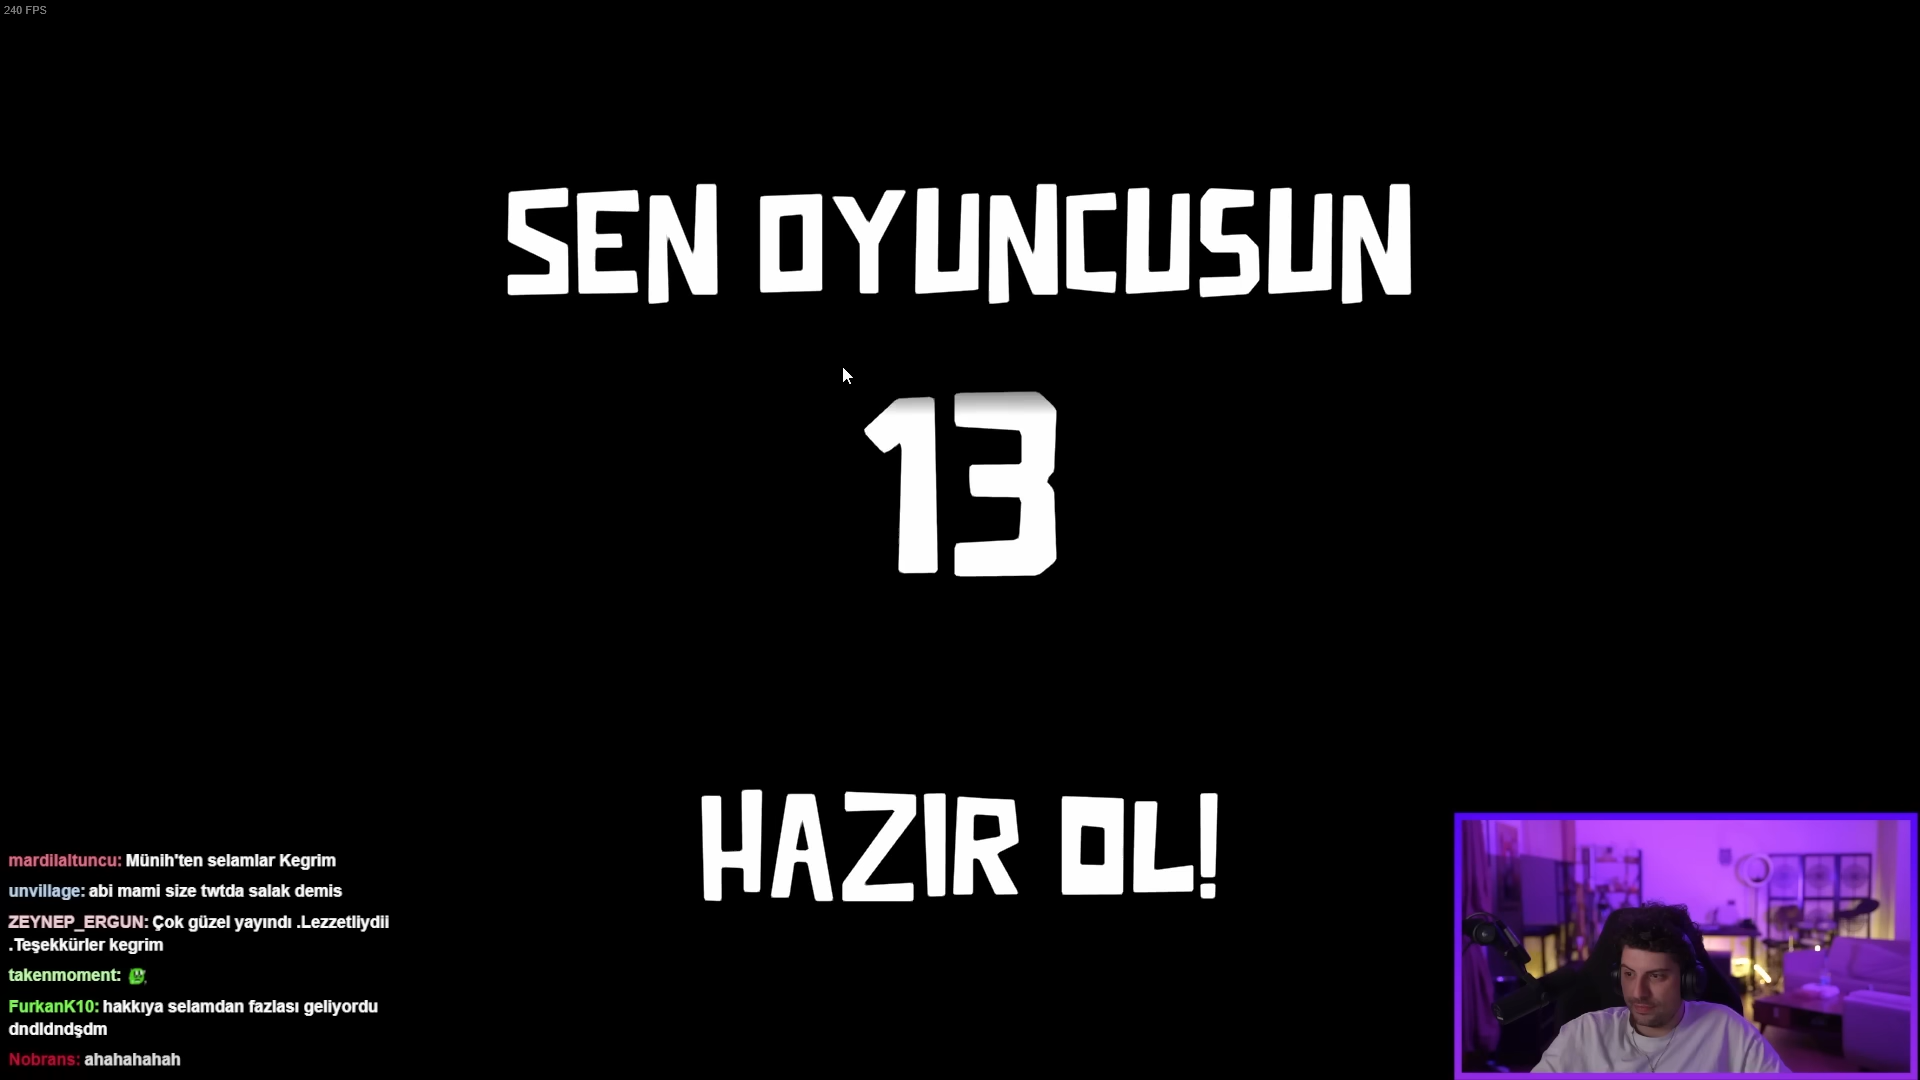 240 FPS
SEN OYUNCUSUN
13
HAZIR OL!
mardilaltuncu: Münih'ten selamlar Kegrim
unvillage: abi mami size twtda salak demis
ZEYNEP_ERGUN: Çok güzel yayındı .Lezzetliydii
.Teşekkürler kegrim
takenmoment:
FurkanK10: hakkıya selamdan fazlası geliyordu
dndldndşdm
Nobrans: ahahahahah